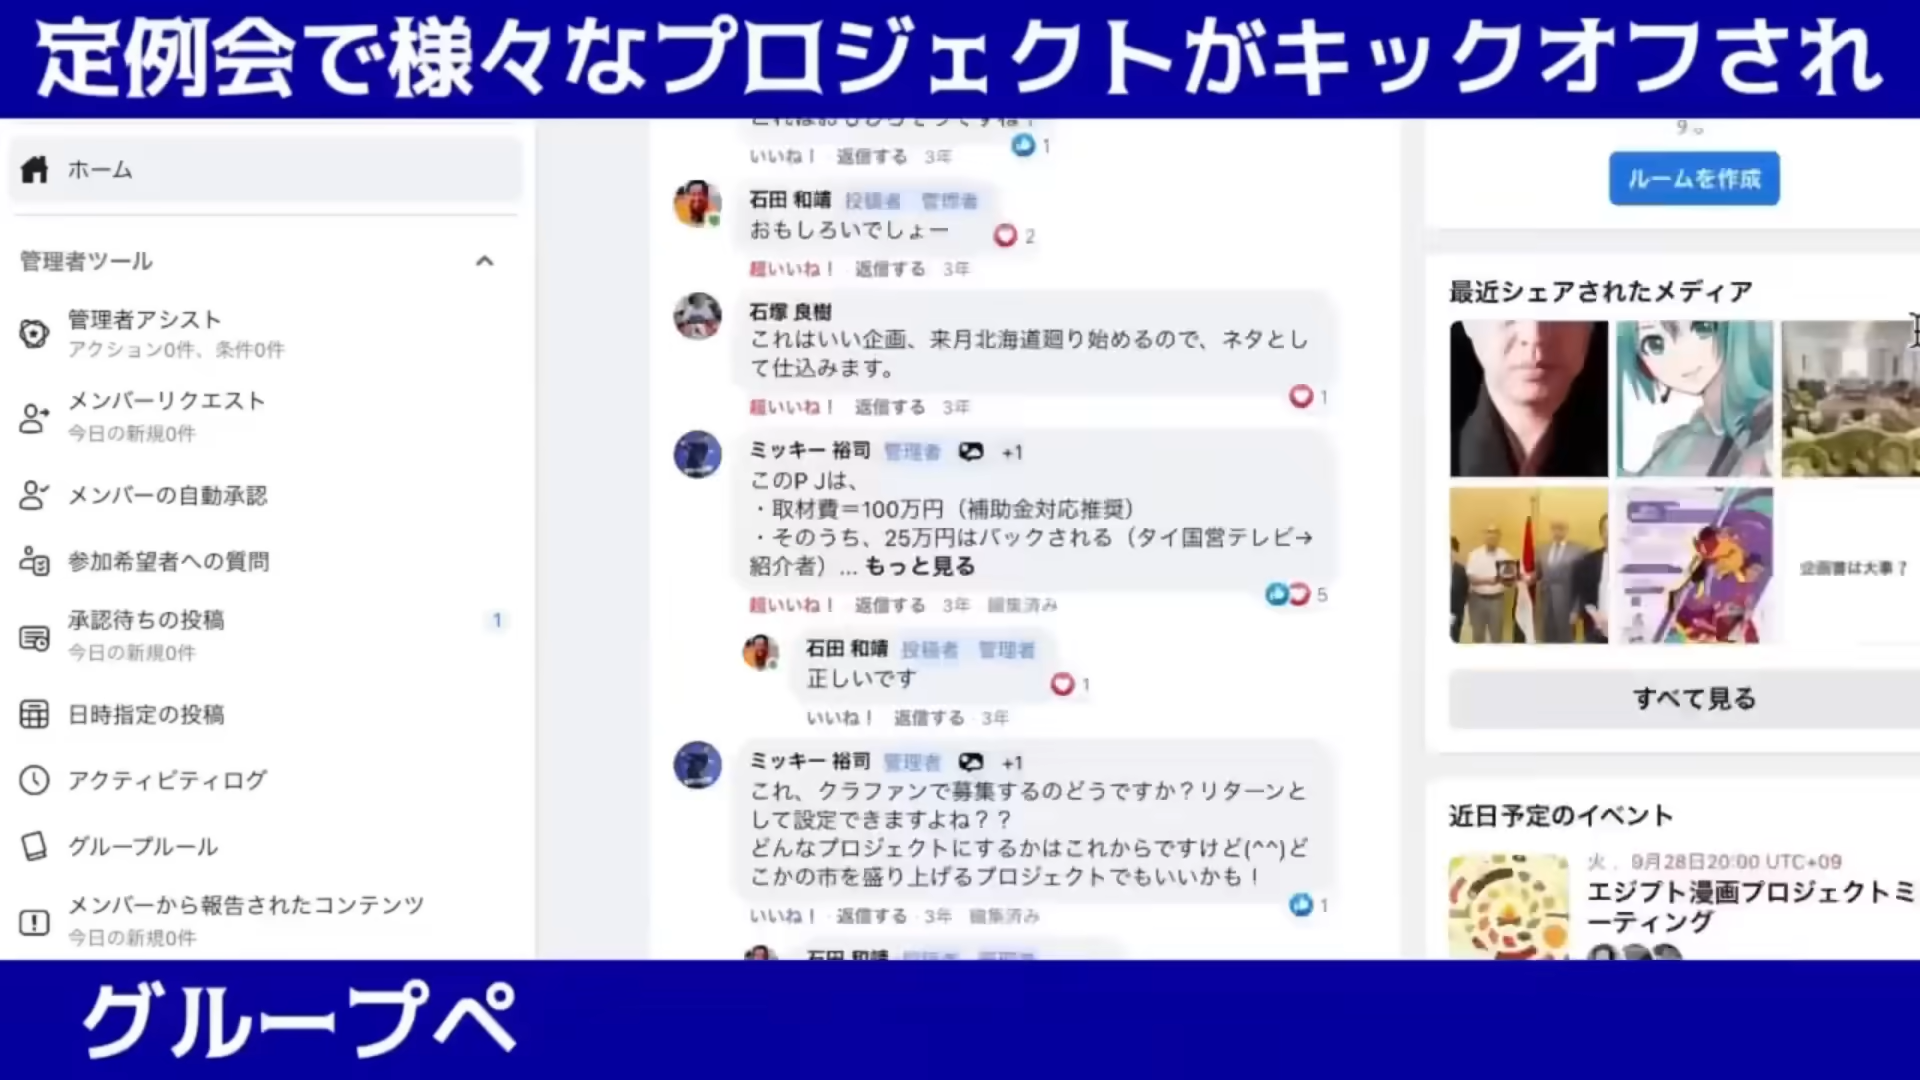 定例会で様々なプロジェクトがキックオフされ
ホーム
管理者ツール
管理者アシスト
アクション0件、条件0件
メンバーリクエスト
今日の新規0件
メンバーの自動承認
参加希望者への質問
承認待ちの投稿
1
今日の新規0件
日時指定の投稿
アクティビティログ
グループルール
メンバーから報告されたコンテンツ
今日の新規0件
いいね! 返信する 3年
1
石田 和靖 投稿者 管理者
おもしろいでしょー
2
超いいね! 返信する 3年
石塚 良樹
これはいい企画、来月北海道廻り始めるので、ネタとし
て仕込みます。
1
超いいね! 返信する 3年
ミッキー 裕司 管理者 +1
このPJは、
・取材費=100万円(補助金対応推奨)
・そのうち、25万円はバックされる(タイ国営テレビ→
紹介者)... もっと見る
5
超いいね! 返信する 3年 編集済み
石田 和靖 投稿者 管理者
正しいです
1
いいね! 返信する・3年
ミッキー 裕司 管理者 +1
これ、クラファンで募集するのどうですか?リターンと
して設定できますよね??
どんなプロジェクトにするかはこれからですけど(^^)ど
こかの市を盛り上げるプロジェクトでもいいかも!
1
いいね!・返信する・3年 編集済み
石田 和靖 投稿者 管理者
ルームを作成
最近シェアされたメディア
企画書は大事?
すべて見る
近日予定のイベント
火、9月28日20:00 UTC+09
エジプト漫画プロジェクトミ
ーティング
グループペ